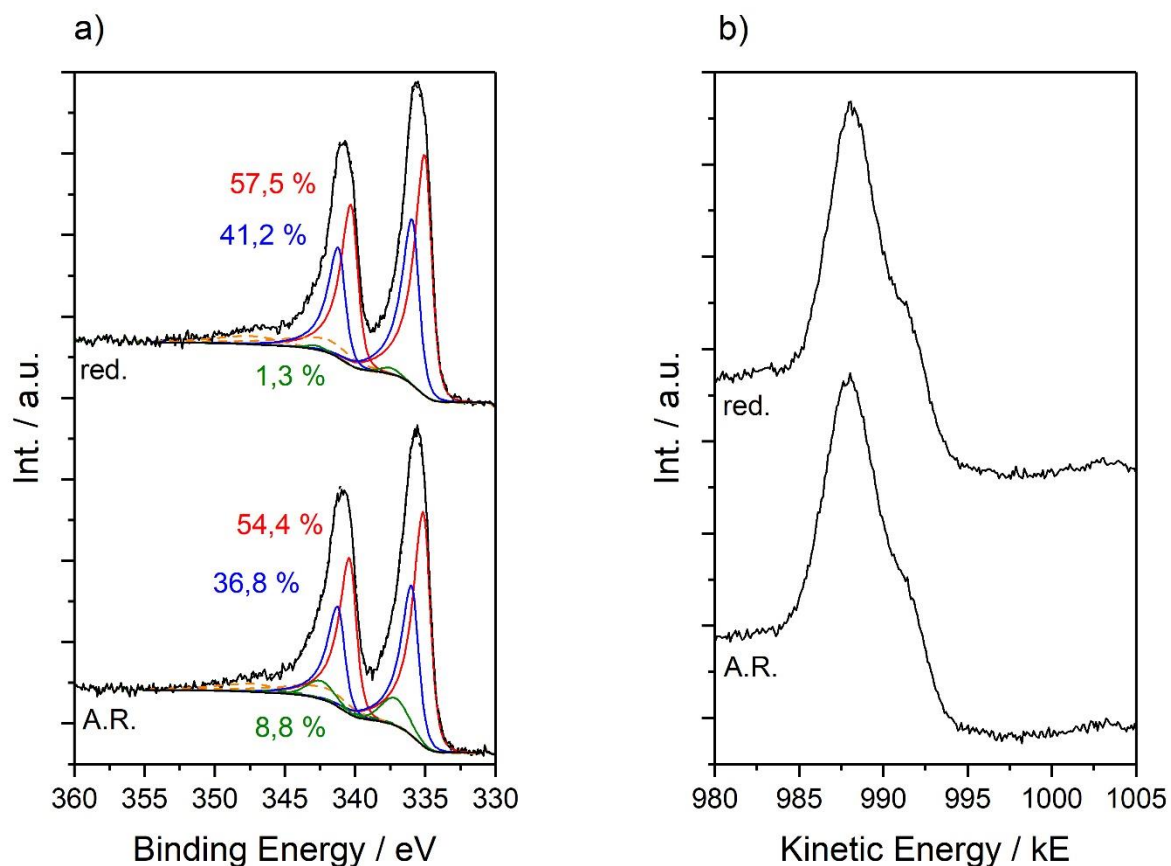 a)
57,5 %
41,2 %
red.
1,3 %
54,4 %
36,8 %
A.R.
8,8 %
360 355 350 345 340 335 330
Binding Energy / eV
Int. / a.u.
b)
red.
A.R.
980 985 990 995 1000 1005
Kinetic Energy / kE
Int. / a.u.